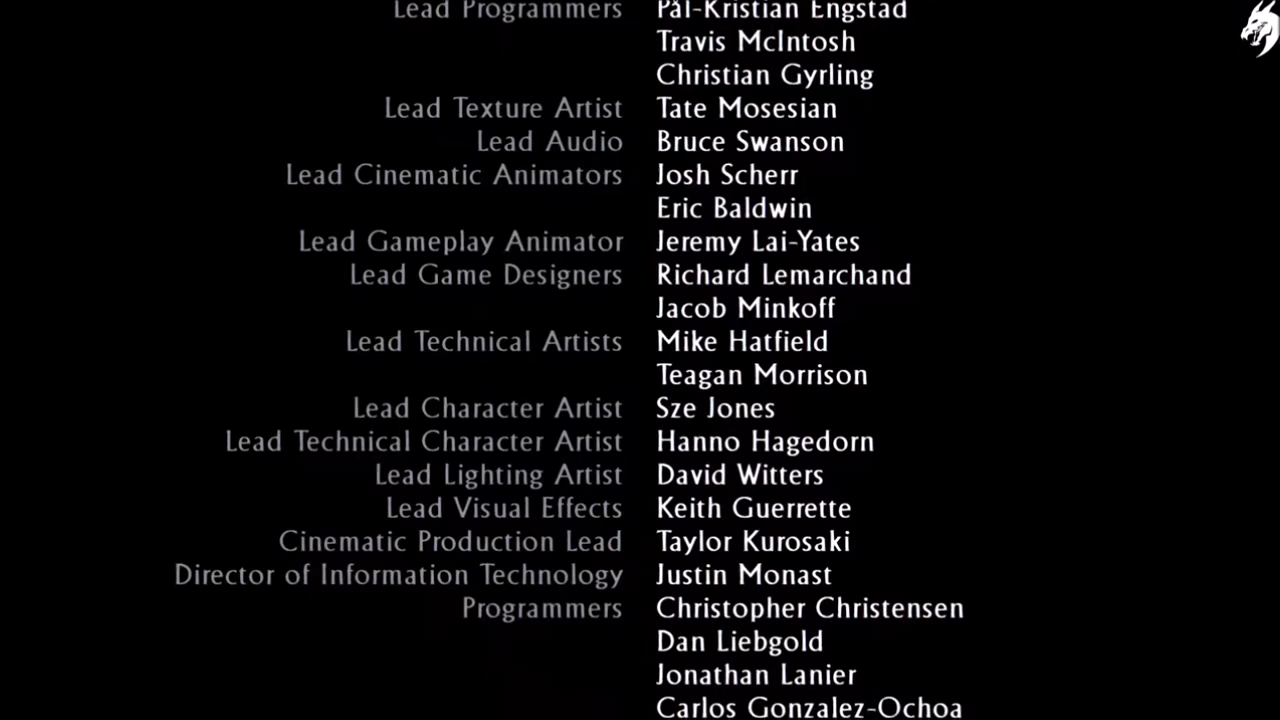 Lead Programmers Pål-Kristian Engstad
Travis McIntosh
Christian Gyrling
Lead Texture Artist Tate Mosesian
Lead Audio Bruce Swanson
Lead Cinematic Animators Josh Scherr
Eric Baldwin
Lead Gameplay Animator Jeremy Lai-Yates
Lead Game Designers Richard Lemarchand
Jacob Minkoff
Lead Technical Artists Mike Hatfield
Teagan Morrison
Lead Character Artist Sze Jones
Lead Technical Character Artist Hanno Hagedorn
Lead Lighting Artist David Witters
Lead Visual Effects Keith Guerrette
Cinematic Production Lead Taylor Kurosaki
Director of Information Technology Justin Monast
Programmers Christopher Christensen
Dan Liebgold
Jonathan Lanier
Carlos Gonzalez-Ochoa